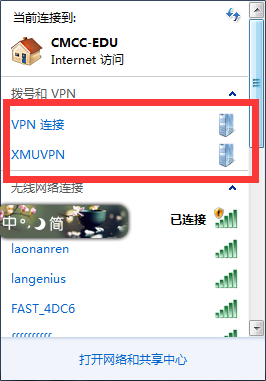 当前连接到:
CMCC-EDU
Internet 访问
拨号和 VPN
VPN 连接
XMUVPN
无线网络连接
中 简
已连接
laonanren
langenius
FAST_4DC6
打开网络和共享中心